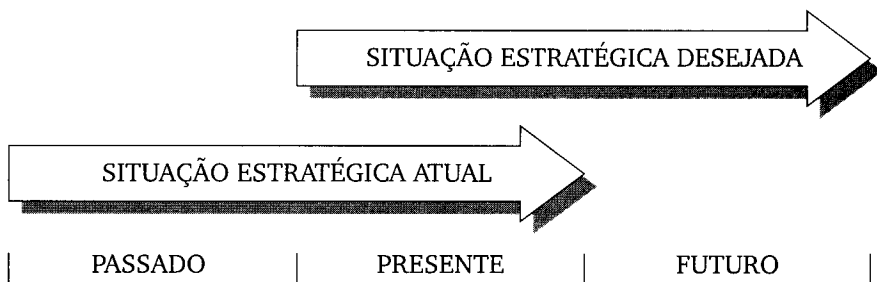 SITUAÇÃO ESTRATÉGICA DESEJADA
SITUAÇÃO ESTRATÉGICA ATUAL
PASSADO PRESENTE FUTURO